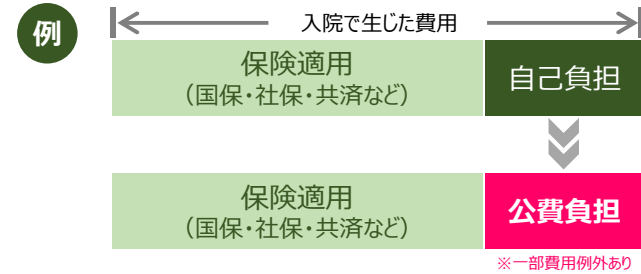 例
入院で生じた費用
保険適用
（国保・社保・共済など）
自己負担
保険適用
（国保・社保・共済など）
公費負担
※一部費用例外あり